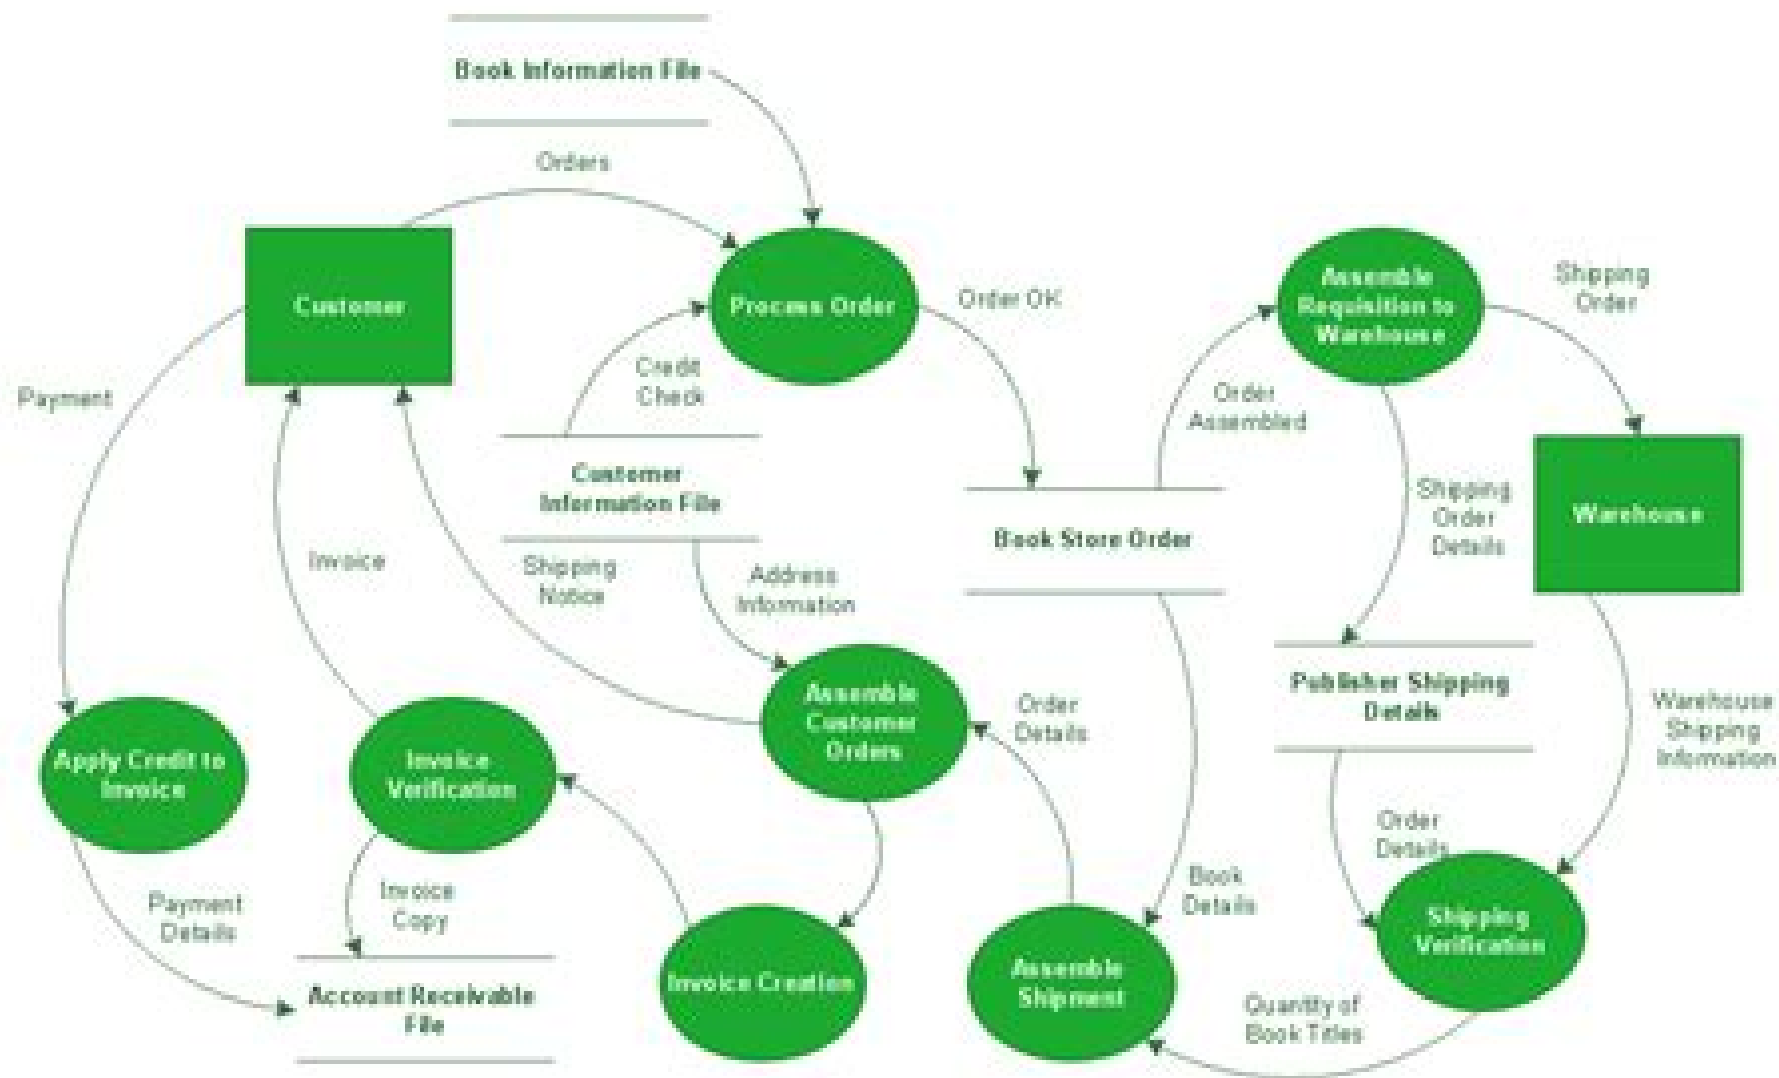 Book Information File
Orders
Customer
Process Order
Order OK
Assemble
Requisition to
Warehouse
Shipping
Order
Payment
Credit
Check
Order
Assembled
Customer
Information File
Book Store Order
Shipping
Order
Details
Warehouse
Invoice
Shipping
Notice
Address
Information
Assemble
Customer
Orders
Order
Details
Publisher Shipping
Details
Warehouse
Shipping
Information
Apply Credit to
Invoice
Invoice
Verification
Order
Details
Payment
Details
Invoice
Copy
Book
Details
Shipping
Verification
Account Receivable
File
Invoice Creation
Assemble
Shipment
Quantity of
Book Titles